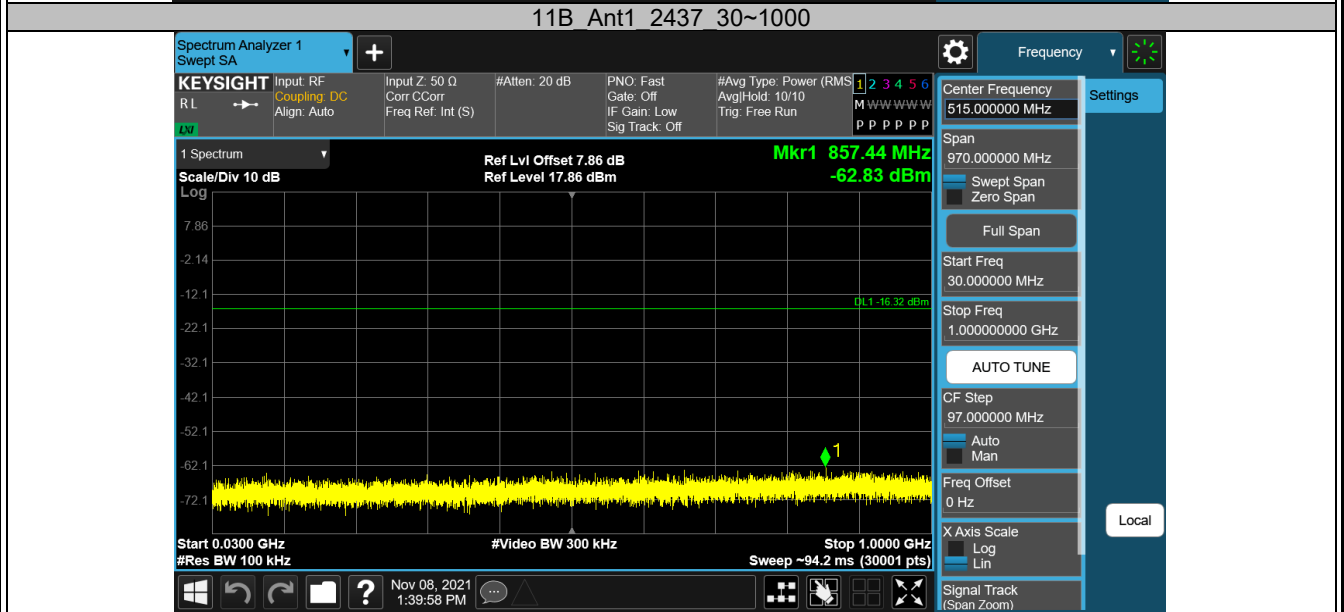 11B_Ant1_2437_30~1000
Spectrum Analyzer 1
Swept SA
+
Frequency
KEYSIGHT
RL
LXI
Input: RF
Coupling: DC
Align: Auto
Input Z: 50 Ω
Corr CCorr
Freq Ref: Int (S)
#Atten: 20 dB
PNO: Fast
Gate: Off
IF Gain: Low
Sig Track: Off
#Avg Type: Power (RMS
Avg|Hold: 10/10
Trig: Free Run
1 2 3 4 5 6
M W W W W W
P P P P P P
1 Spectrum
Scale/Div 10 dB
Ref Lvl Offset 7.86 dB
Ref Level 17.86 dBm
Mkr1 857.44 MHz
-62.83 dBm
Log
7.86
-2.14
-12.1
DL1 -16.32 dBm
-22.1
-32.1
-42.1
-52.1
1
-62.1
-72.1
Start 0.0300 GHz
#Res BW 100 kHz
#Video BW 300 kHz
Stop 1.0000 GHz
Sweep ~94.2 ms (30001 pts)
?
Nov 08, 2021
1:39:58 PM
Center Frequency
515.000000 MHz
Settings
Span
970.000000 MHz
Swept Span
Zero Span
Full Span
Start Freq
30.000000 MHz
Stop Freq
1.000000000 GHz
AUTO TUNE
CF Step
97.000000 MHz
Auto
Man
Freq Offset
0 Hz
X Axis Scale
Log
Lin
Local
Signal Track
(Span Zoom)